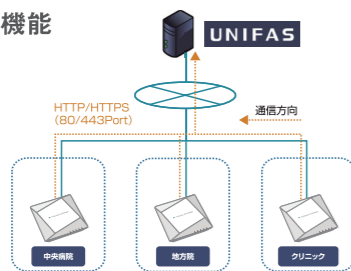 機能
UNIFAS
HTTP/HTTPS
（80/443Port）
通信方向
中央病院
地方院
クリニック